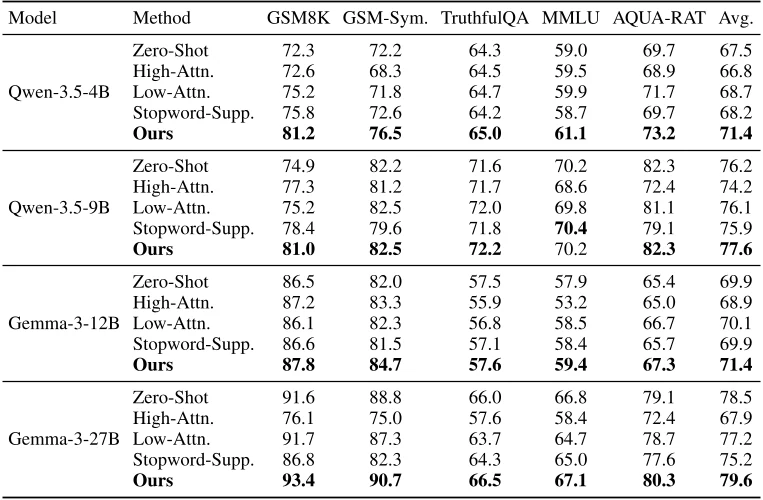 Model Method GSM8K GSM-Sym. TruthfulQA MMLU AQUA-RAT Avg.
Zero-Shot 72.3 72.2 64.3 59.0 69.7 67.5
High-Attn. 72.6 68.3 64.5 59.5 68.9 66.8
Qwen-3.5-4B Low-Attn. 75.2 71.8 64.7 59.9 71.7 68.7
Stopword-Supp. 75.8 72.6 64.2 58.7 69.7 68.2
Ours 81.2 76.5 65.0 61.1 73.2 71.4
Zero-Shot 74.9 82.2 71.6 70.2 82.3 76.2
High-Attn. 77.3 81.2 71.7 68.6 72.4 74.2
Qwen-3.5-9B Low-Attn. 75.2 82.5 72.0 69.8 81.1 76.1
Stopword-Supp. 78.4 79.6 71.8 70.4 79.1 75.9
Ours 81.0 82.5 72.2 70.2 82.3 77.6
Zero-Shot 86.5 82.0 57.5 57.9 65.4 69.9
High-Attn. 87.2 83.3 55.9 53.2 65.0 68.9
Gemma-3-12B Low-Attn. 86.1 82.3 56.8 58.5 66.7 70.1
Stopword-Supp. 86.6 81.5 57.1 58.4 65.7 69.9
Ours 87.8 84.7 57.6 59.4 67.3 71.4
Zero-Shot 91.6 88.8 66.0 66.8 79.1 78.5
High-Attn. 76.1 75.0 57.6 58.4 72.4 67.9
Gemma-3-27B Low-Attn. 91.7 87.3 63.7 64.7 78.7 77.2
Stopword-Supp. 86.8 82.3 64.3 65.0 77.6 75.2
Ours 93.4 90.7 66.5 67.1 80.3 79.6